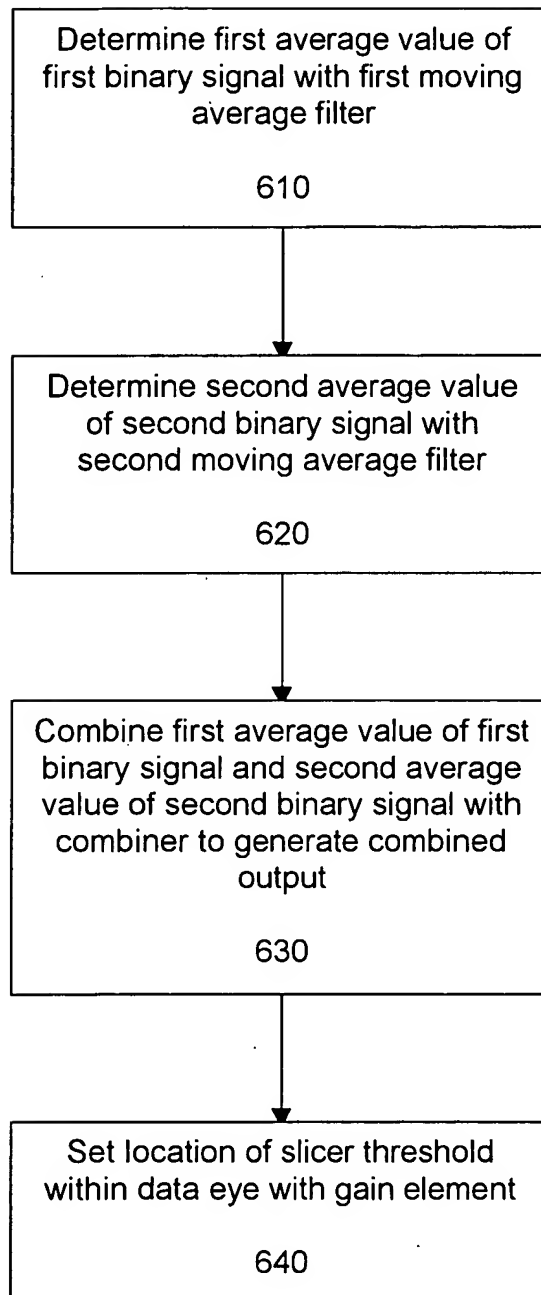 Determine first average value of
first binary signal with first moving
average filter
610
Determine second average value
of second binary signal with
second moving average filter
620
Combine first average value of first
binary signal and second average
value of second binary signal with
combiner to generate combined
output
630
Set location of slicer threshold
within data eye with gain element
640